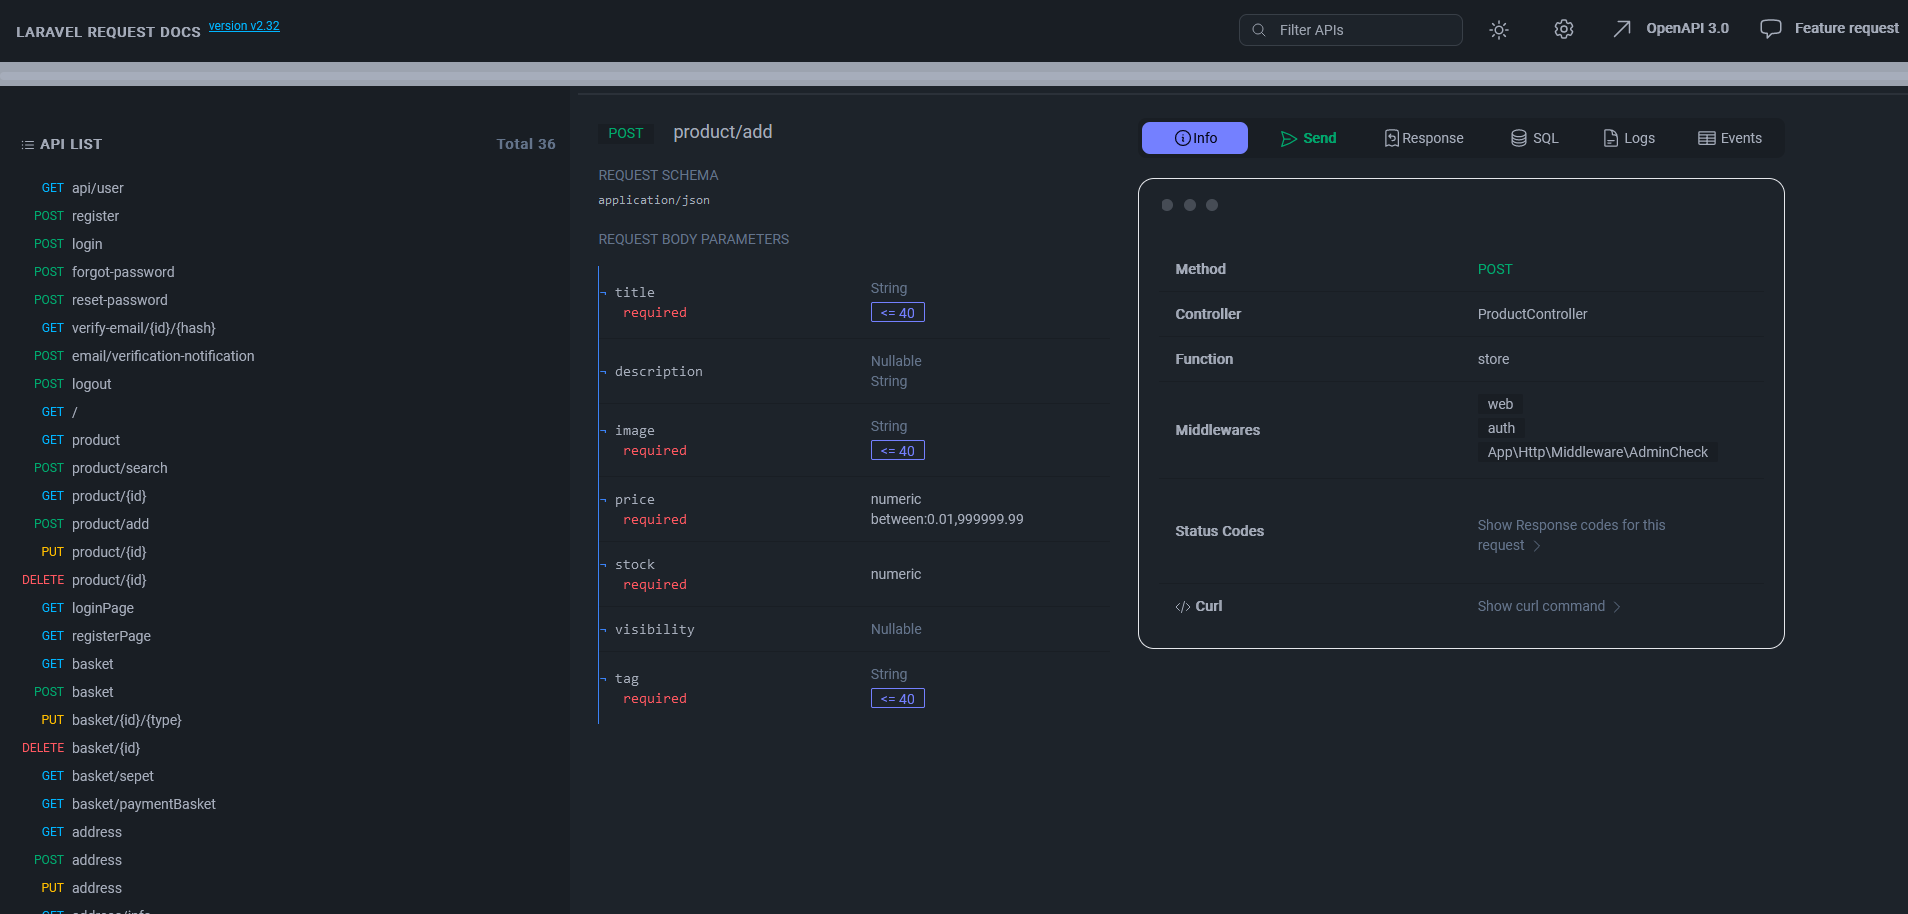 LARAVEL REQUEST DOCS version v2.32
Filter APIs
OpenAPI 3.0
Feature request
API LIST Total 36
GET api/user
POST register
POST login
POST forgot-password
POST reset-password
GET verify-email/{id}/{hash}
POST email/verification-notification
POST logout
GET /
GET product
POST product/search
GET product/{id}
POST product/add
PUT product/{id}
DELETE product/{id}
GET loginPage
GET registerPage
GET basket
POST basket
PUT basket/{id}/{type}
DELETE basket/{id}
GET basket/sepet
GET basket/paymentBasket
GET address
POST address
PUT address
GET address/info
POST product/add
REQUEST SCHEMA
application/json
REQUEST BODY PARAMETERS
¬ title
required
String
<= 40
¬ description
Nullable
String
¬ image
required
String
<= 40
¬ price
required
numeric
between:0.01,999999.99
¬ stock
required
numeric
¬ visibility
Nullable
¬ tag
required
String
<= 40
Info Send Response SQL Logs Events
Method POST
Controller ProductController
Function store
Middlewares
web
auth
App\Http\Middleware\AdminCheck
Status Codes
Show Response codes for this
request >
</> Curl Show curl command >